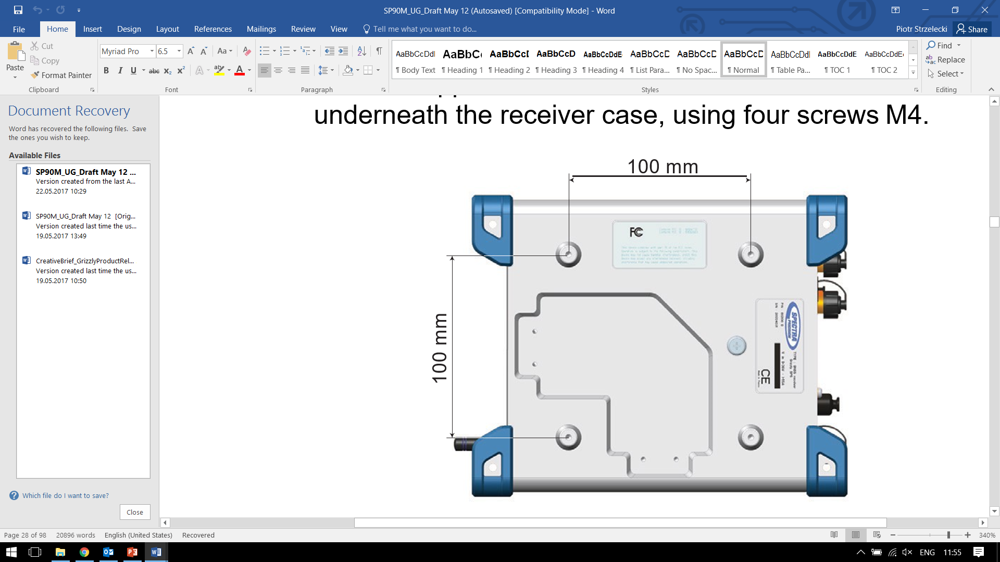 SP90M_UG_Draft May 12 (Autosaved) [Compatibility Mode] - Word
File Home Insert Design Layout References Mailings Review View Tell me what you want to do... Piotr Strzelecki Share
Paste
Cut
Copy
Format Painter
Clipboard
Myriad Pro 6.5
Font
Paragraph
AaBbCcDdI AaBbC AaBbCcI AaBbCcD AaBbCcDdE AaBbCcD AaBbCcD AaBbCcD AaBbCcDdI AaBbCcDdE AaBbCcDdE
¶ Body Text ¶ Heading 1 ¶ Heading 2 ¶ Heading 3 ¶ Heading 4 ¶ List Para... ¶ No Spac... ¶ Normal ¶ Table Pa... ¶ TOC 1 ¶ TOC 2
Styles
Find
Replace
Select
Editing
Document Recovery
Word has recovered the following files. Save
the ones you wish to keep.
Available Files
SP90M_UG_Draft May 12 ...
Version created from the last A...
22.05.2017 10:29
SP90M_UG_Draft May 12 [Orig...
Version created last time the us...
19.05.2017 13:49
CreativeBrief_GrizzlyProductRel...
Version created last time the us...
19.05.2017 10:50
Which file do I want to save?
Close
underneath the receiver case, using four screws M4.
100 mm
100 mm
FC
SPECTRA
PRECISION
CE
Page 28 of 98 20896 words English (United States) Recovered
340%
ENG 11:55